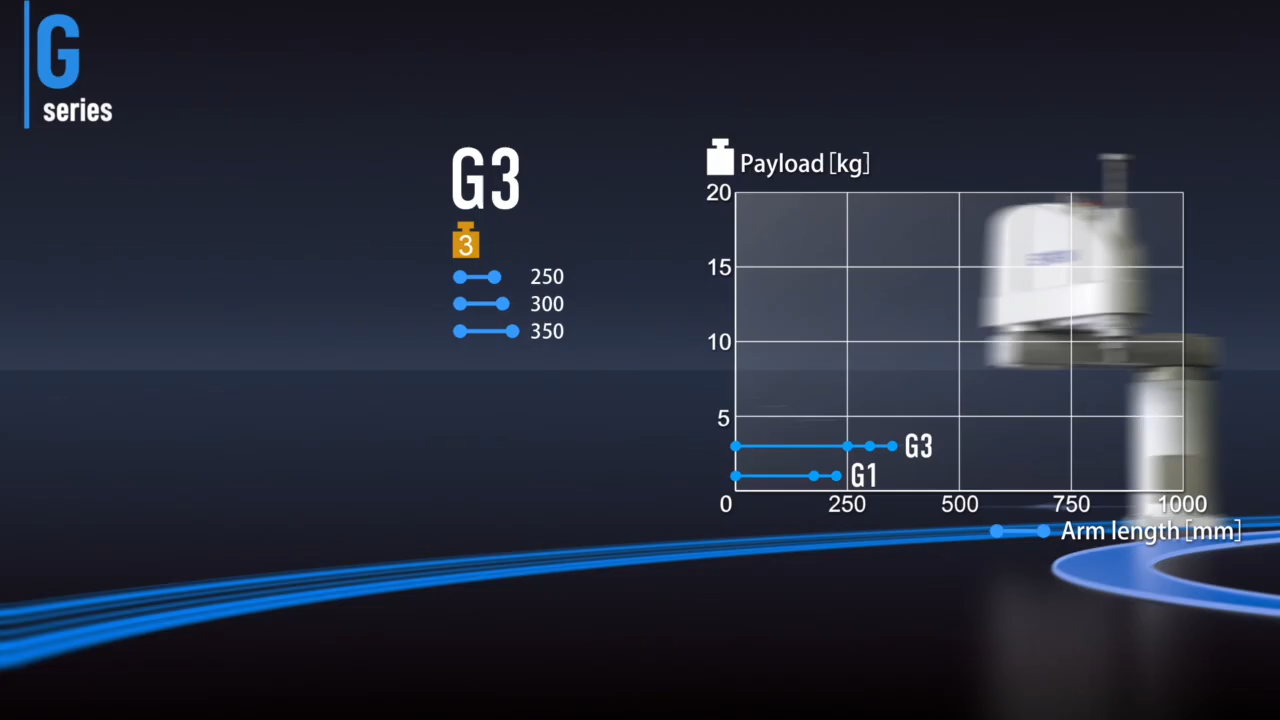 G
series
G3
3
250
300
350
Payload [kg]
20
15
10
5
G3
G1
0 250 500 750 1000
Arm length [mm]